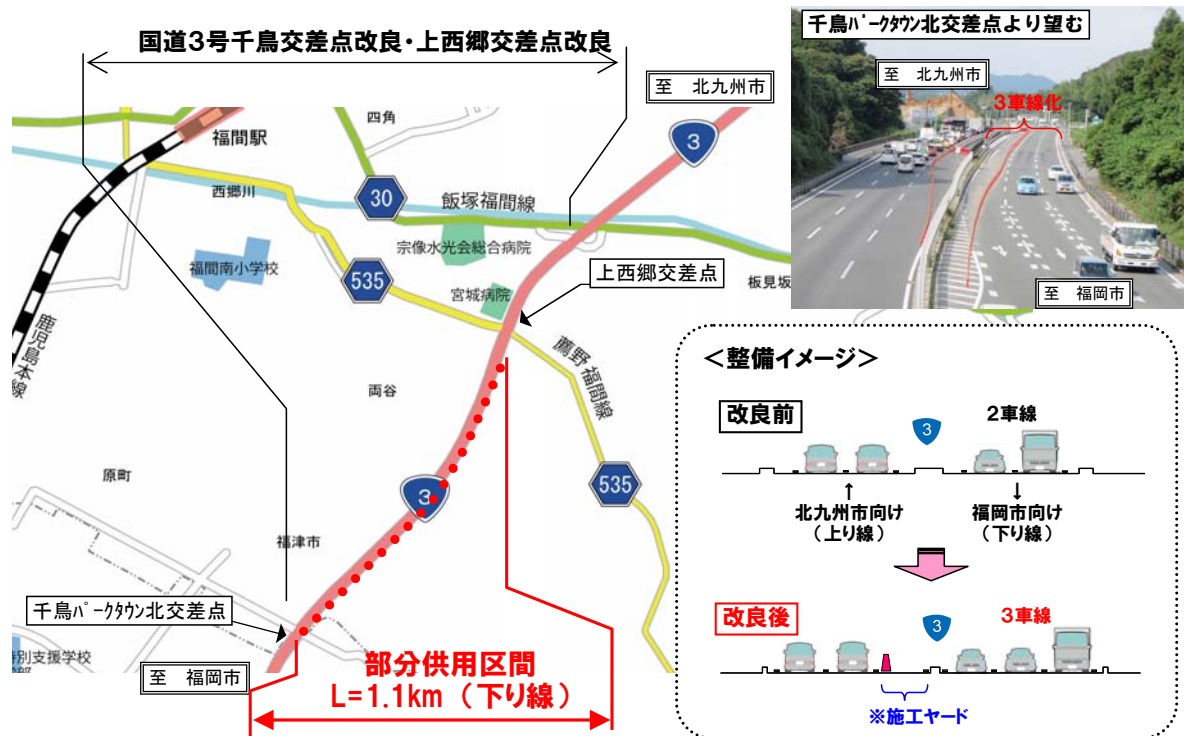 国道3号千鳥交差点改良・上西郷交差点改良
至 北九州市
福間駅
四角
3
西郷川
30
飯塚福間線
宗像水光会総合病院
福間南小学校
535
宮城病院
上西郷交差点
板見坂
鹿児島本線
両谷
薦野福間線
原町
3
535
福津市
千鳥パークタウン北交差点
別支援学校
部
至 福岡市
部分供用区間
L=1.1km (下り線)
千鳥パークタウン北交差点より望む
至 北九州市
3車線化
至 福岡市
<整備イメージ>
改良前
3
2車線
↑
北九州市向け
(上り線)
↓
福岡市向け
(下り線)
改良後
3
3車線
※施工ヤード